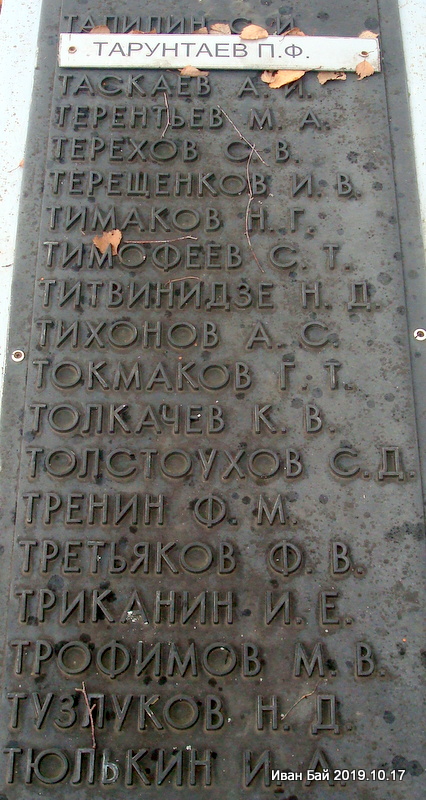 ТАЛИЛИН С. И.
ТАРУНТАЕВ П.Ф.
ТАСКАЕВ А. И.
ТЕРЕНТЬЕВ М. А.
ТЕРЕХОВ С. В.
ТЕРЕЩЕНКОВ И. В.
ТИМАКОВ Н. Г.
ТИМОФЕЕВ С. Т.
ТИТВИНИДЗЕ Н. Д.
ТИХОНОВ А. С.
ТОКМАКОВ Г. Т.
ТОЛКАЧЕВ К. В.
ТОЛСТОУХОВ С. Д.
ТРЕНИН Ф. М.
ТРЕТЬЯКОВ Ф. В.
ТРИКАНИН И. Е.
ТРОФИМОВ М. В.
ТУЗЛУКОВ Н. Д.
ТЮЛЬКИН И. А.
Иван Бай 2019.10.17